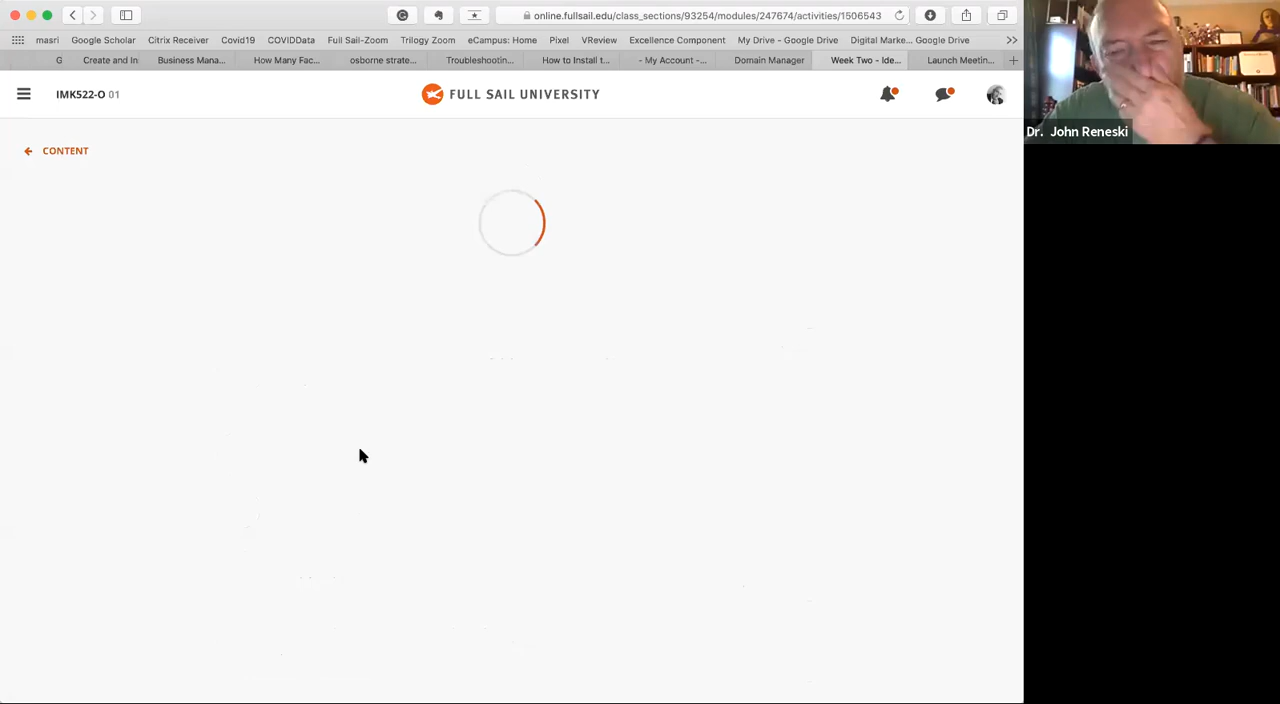 online.fullsail.edu/class_sections/93254/modules/247674/activities/1506543
masri Google Scholar Citrix Receiver Covid19 COVIDData Full Sail-Zoom Trilogy Zoom eCampus: Home Pixel VReview Excellence Component My Drive - Google Drive Digital Marke... Google Drive
G Create and In Business Mana... How Many Fac... osborne strate... Troubleshootin... How to Install t... - My Account -... Domain Manager Week Two - Ide... Launch Meetin...
IMK522-O 01 FULL SAIL UNIVERSITY
Dr. John Reneski
CONTENT